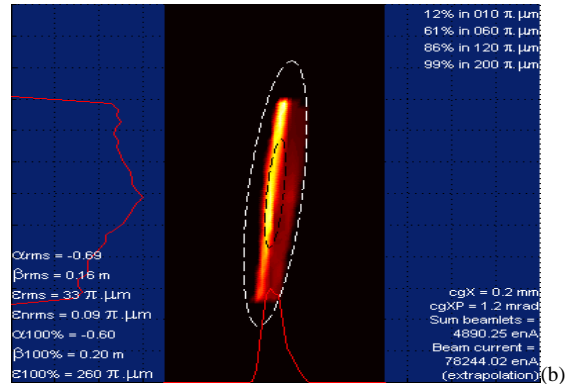 12% in 010 π.µm
61% in 060 π.µm
86% in 120 π.µm
99% in 200 π.µm
αrms = -0.69
βrms = 0.16 m
εrms = 33 π.µm
εnrms = 0.09 π.µm
α100% = -0.60
β100% = 0.20 m
ε100% = 260 π.µm
cgX = 0.2 mm
cgXP = 1.2 mrad
Sum beamlets =
4890.25 enA
Beam current =
78244.02 enA
(extrapolation)
(b)